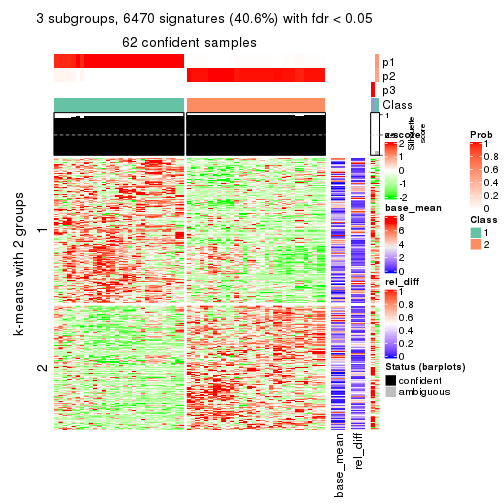 3 subgroups, 6470 signatures (40.6%) with fdr < 0.05
62 confident samples
p1
p2
p3
Class
1
Silhouette
score
z-score
2
1
0
-1
-2
base_mean
8
6
4
2
0
rel_diff
1
0.8
0.6
0.4
0.2
0
Status (barplots)
confident
ambiguous
Prob
1
0.8
0.6
0.4
0.2
0
Class
1
2
k-means with 2 groups
1
2
base_mean
rel_diff